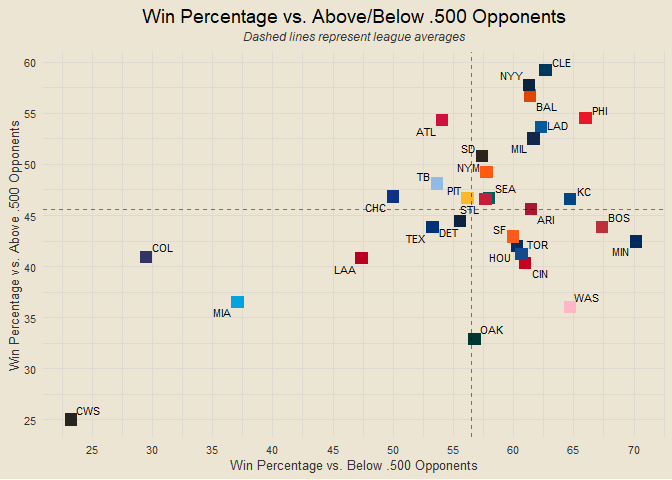 Win Percentage vs. Above/Below .500 Opponents
Dashed lines represent league averages
Win Percentage vs. Above .500 Opponents
60
55
50
45
40
35
30
25
CLE
NYY
BAL
PHI
ATL
LAD
MIL
SD
NYM
TB
PIT
SEA
KC
CHC
STL
ARI
BOS
TEX
DET
SF
TOR
MIN
HOU
CIN
COL
LAA
MIA
WAS
OAK
CWS
25 30 35 40 45 50 55 60 65 70
Win Percentage vs. Below .500 Opponents